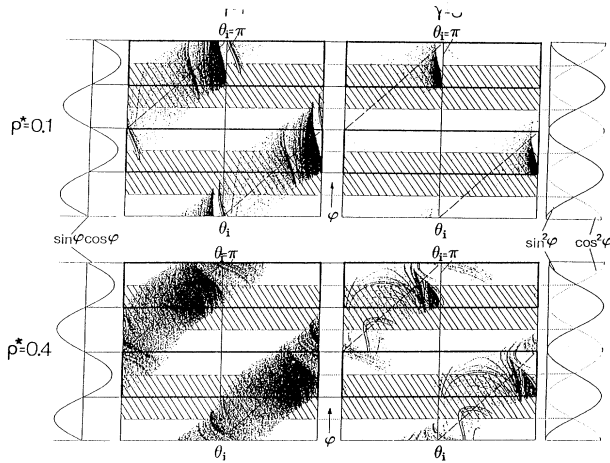 θi=π
θi=π
p*=0.1
φ
θi
θi
sinφcosφ
sin²φ
cos²φ
θi=π
θi=π
p*=0.4
φ
θi
θi